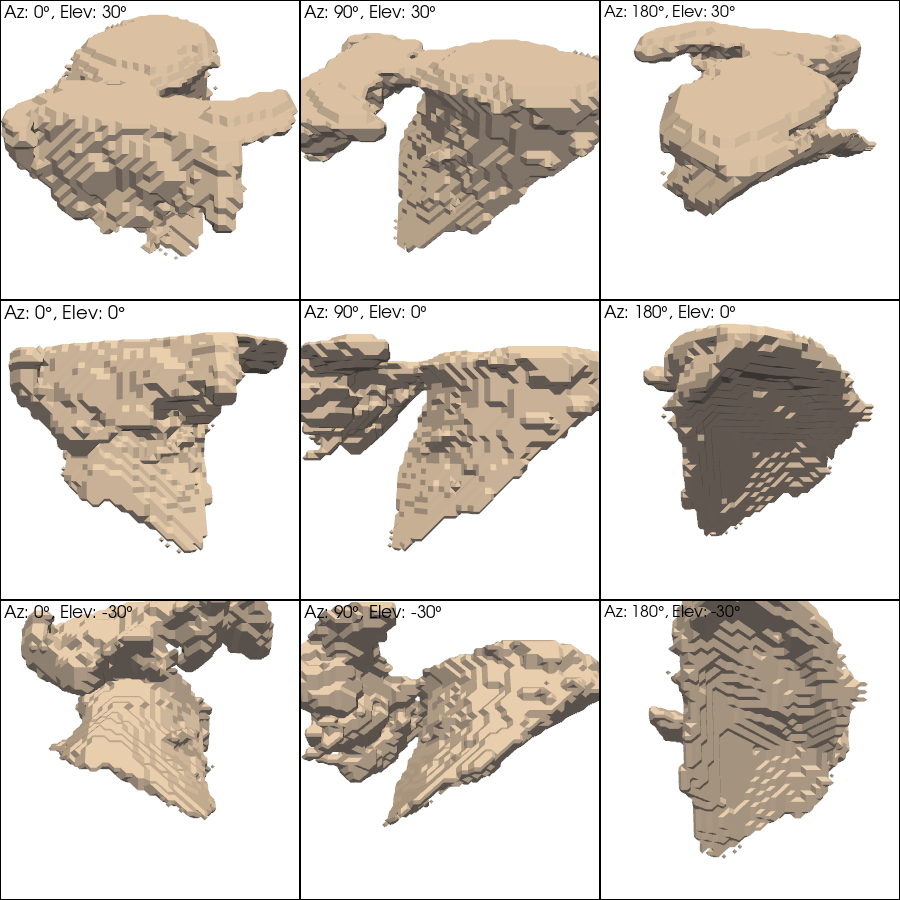 Az: 0°, Elev: 30°
Az: 90°, Elev: 30°
Az: 180°, Elev: 30°
Az: 0°, Elev: 0°
Az: 90°, Elev: 0°
Az: 180°, Elev: 0°
Az: 0°, Elev: -30°
Az: 90°, Elev: -30°
Az: 180°, Elev: -30°